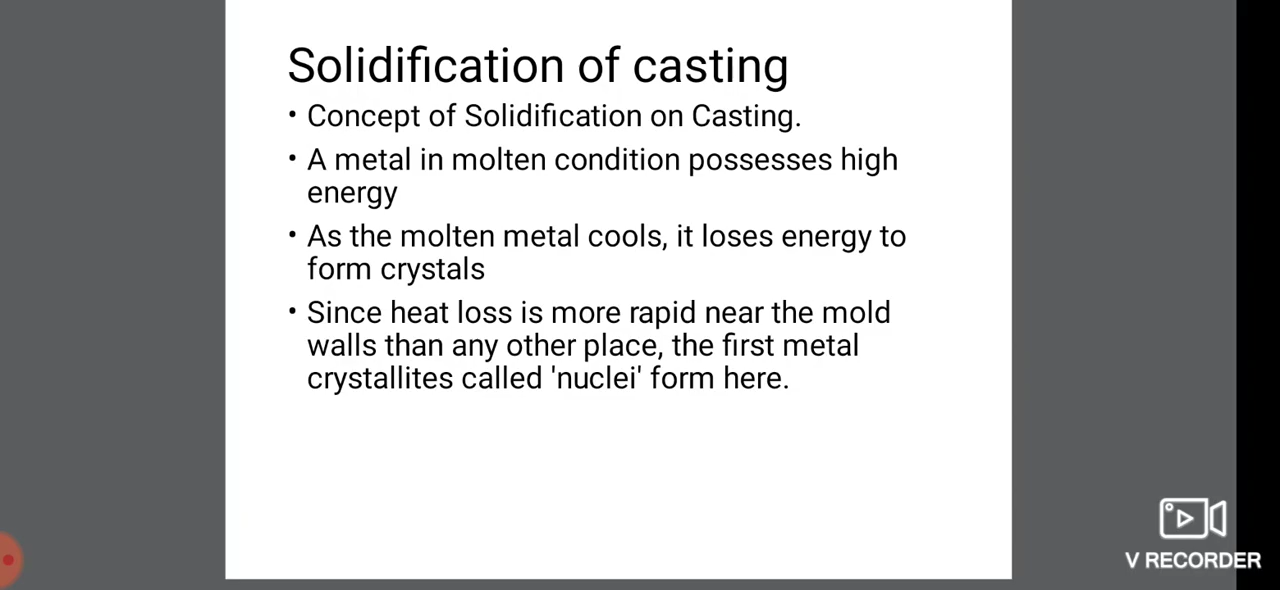 Solidification of casting
• Concept of Solidification on Casting.
• A metal in molten condition possesses high
energy
• As the molten metal cools, it loses energy to
form crystals
• Since heat loss is more rapid near the mold
walls than any other place, the first metal
crystallites called 'nuclei' form here.
V RECORDER